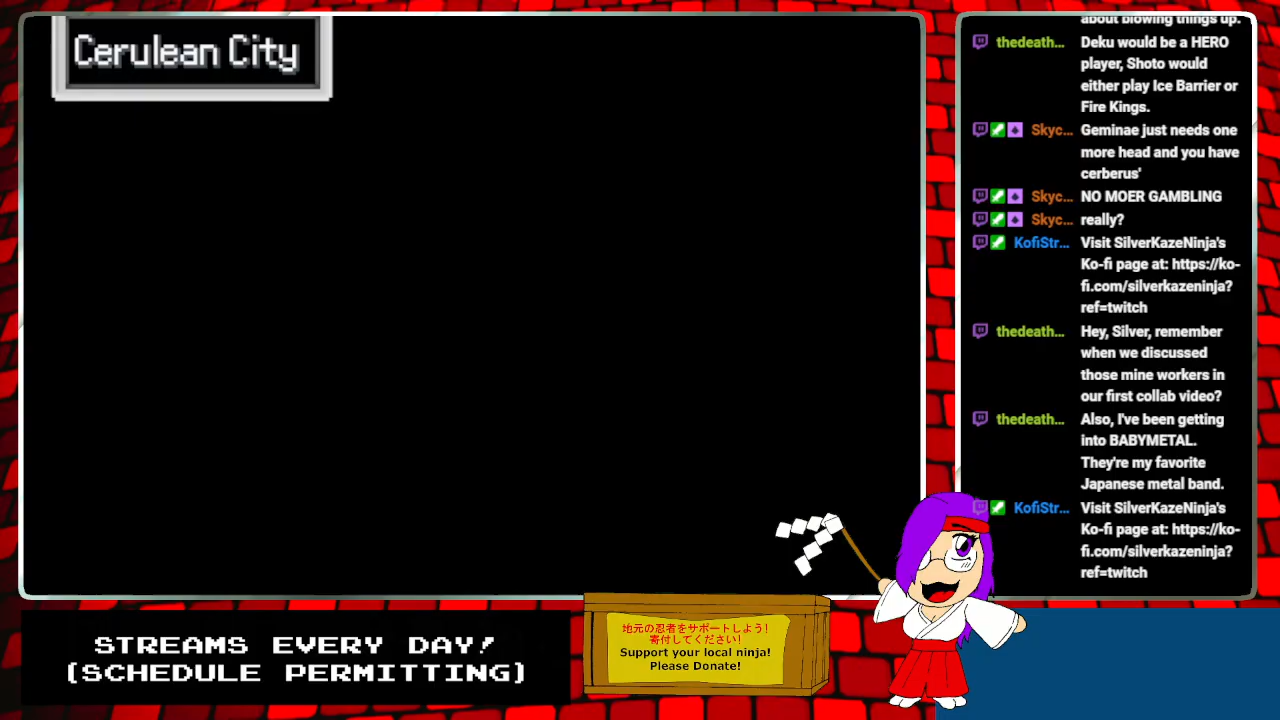 Cerulean City
about blowing things up.
thedeath... Deku would be a HERO
player, Shoto would
either play Ice Barrier or
Fire Kings.
Skyc... Geminae just needs one
more head and you have
cerberus'
Skyc... NO MOER GAMBLING
Skyc... really?
KofiStr... Visit SilverKazeNinja's
Ko-fi page at: https://ko-
fi.com/silverkazeninja?
ref=twitch
thedeath... Hey, Silver, remember
when we discussed
those mine workers in
our first collab video?
thedeath... Also, I've been getting
into BABYMETAL.
They're my favorite
Japanese metal band.
KofiStr... Visit SilverKazeNinja's
Ko-fi page at: https://ko-
fi.com/silverkazeninja?
ref=twitch
STREAMS EVERY DAY!
(SCHEDULE PERMITTING)
地元の忍者をサポートしよう!
寄付してください!
Support your local ninja!
Please Donate!